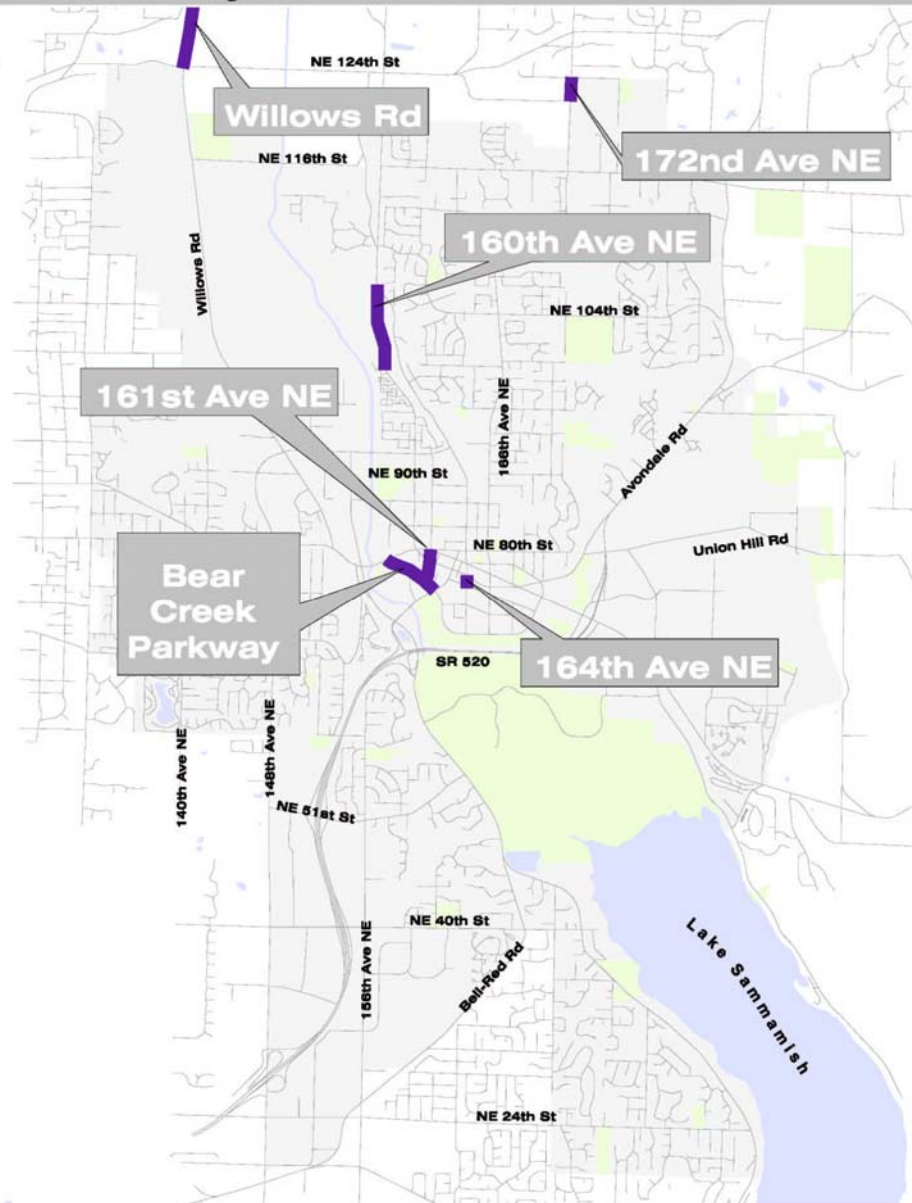 NE 124th St
Willows Rd
172nd Ave NE
NE 116th St
160th Ave NE
Willows Rd
NE 104th St
161st Ave NE
166th Ave NE
Avondale Rd
NE 90th St
NE 80th St
Union Hill Rd
Bear
Creek
Parkway
164th Ave NE
SR 520
140th Ave NE
148th Ave NE
NE 51st St
NE 40th St
156th Ave NE
Bell-Red Rd
Lake Sammamish
NE 24th St